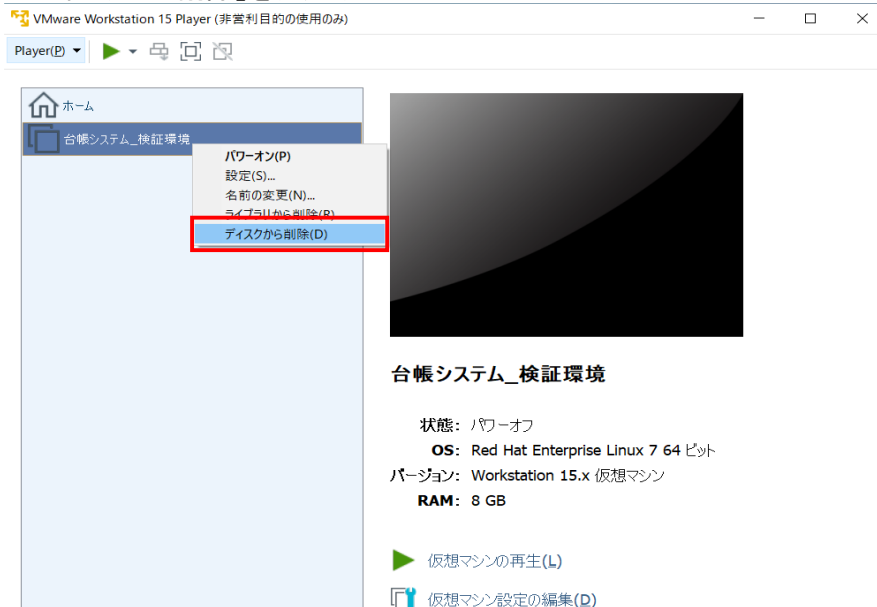 VMware Workstation 15 Player (非営利目的の使用のみ)
Player(P)
ホーム
台帳システム_検証環境
パワーオン(P)
設定(S)...
名前の変更(N)...
ライブラリから削除(R)
ディスクから削除(D)
台帳システム_検証環境
状態: パワーオフ
OS: Red Hat Enterprise Linux 7 64 ビット
バージョン: Workstation 15.x 仮想マシン
RAM: 8 GB
仮想マシンの再生(L)
仮想マシン設定の編集(D)